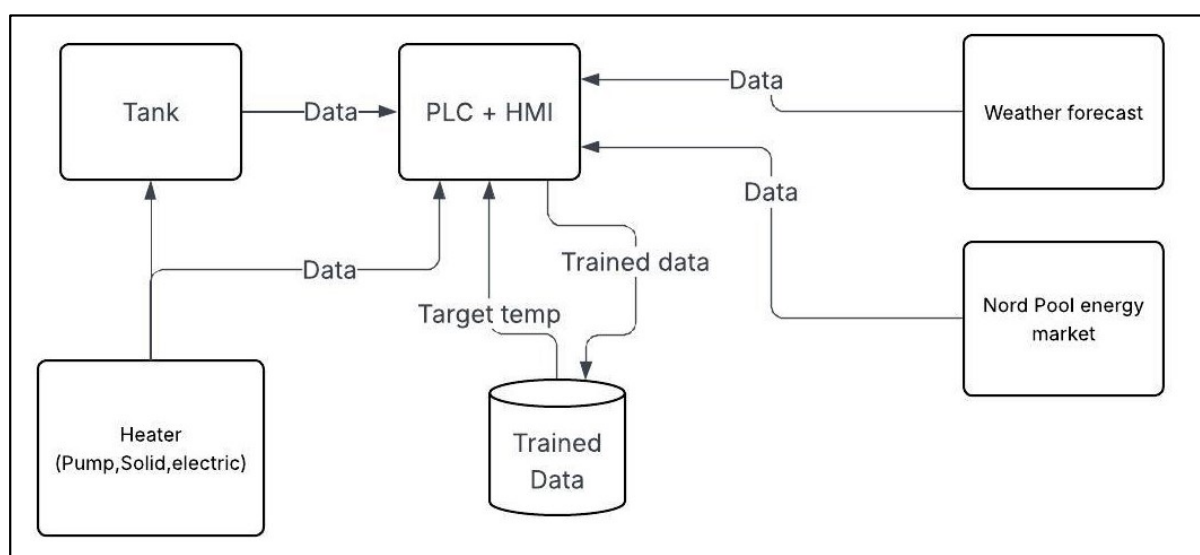 Tank
Data
PLC + HMI
Data
Weather forecast
Data
Trained data
Data
Target temp
Nord Pool energy
market
Heater
(Pump,Solid,electric)
Trained
Data